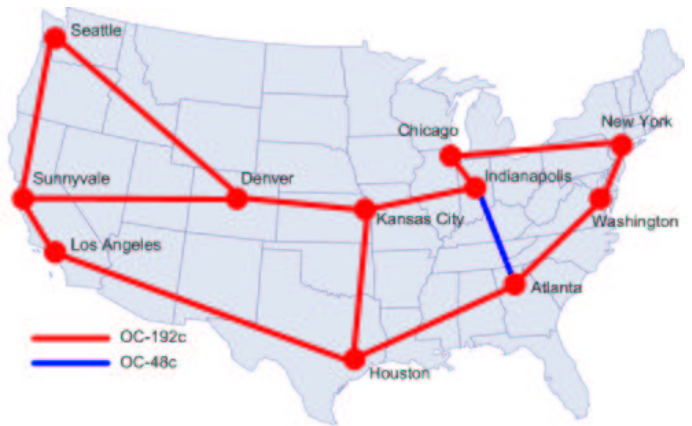 Seattle
Chicago
New York
Sunnyvale
Denver
Indianapolis
Kansas City
Washington
Los Angeles
Atlanta
OC-192c
OC-48c
Houston